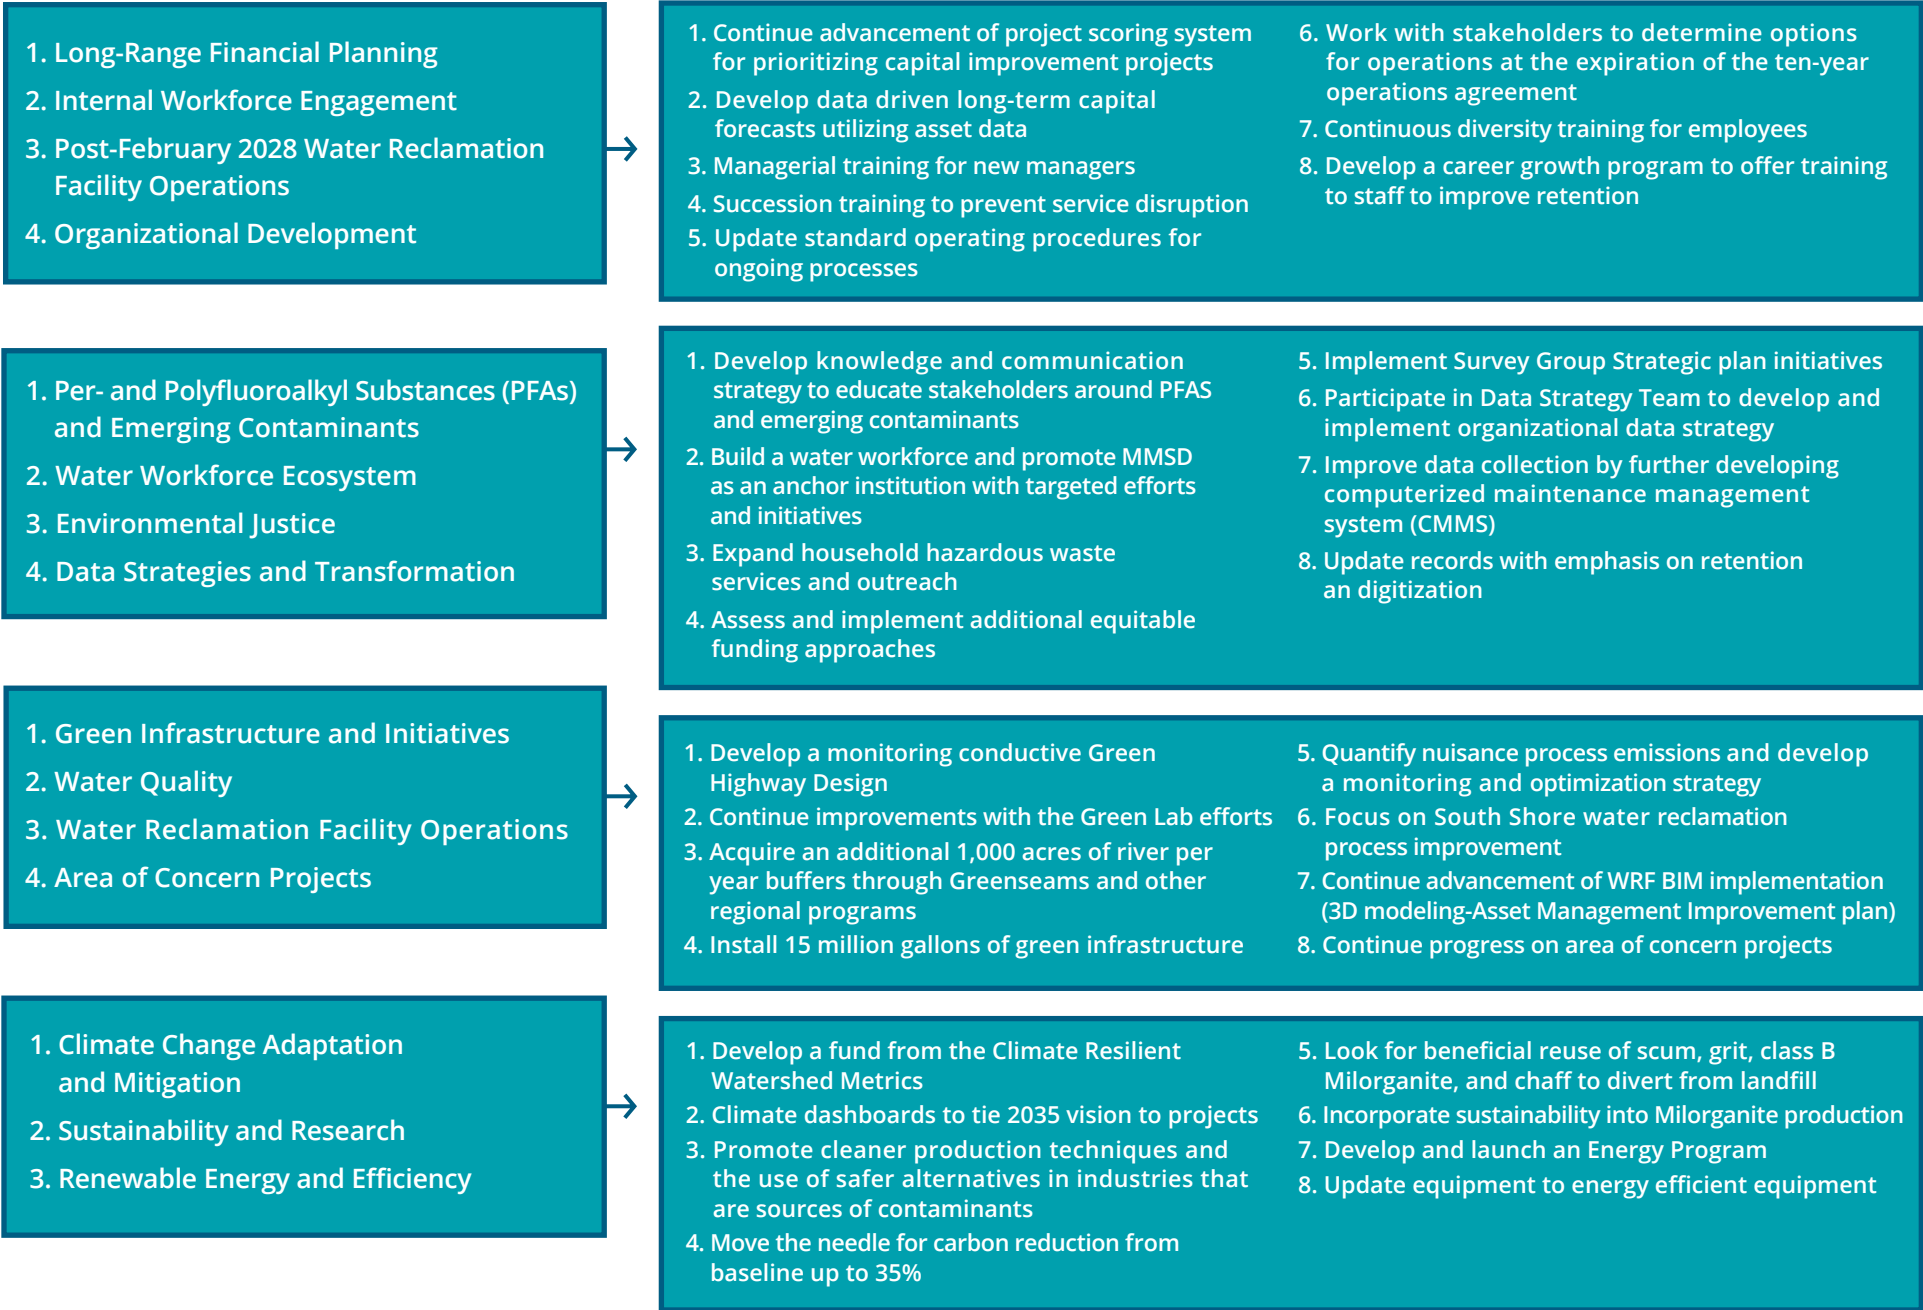 1. Long-Range Financial Planning
2. Internal Workforce Engagement
3. Post-February 2028 Water Reclamation
Facility Operations
4. Organizational Development
1. Continue advancement of project scoring system
for prioritizing capital improvement projects
2. Develop data driven long-term capital
forecasts utilizing asset data
3. Managerial training for new managers
4. Succession training to prevent service disruption
5. Update standard operating procedures for
ongoing processes
6. Work with stakeholders to determine options
for operations at the expiration of the ten-year
operations agreement
7. Continuous diversity training for employees
8. Develop a career growth program to offer training
to staff to improve retention
1. Per- and Polyfluoroalkyl Substances (PFAs)
and Emerging Contaminants
2. Water Workforce Ecosystem
3. Environmental Justice
4. Data Strategies and Transformation
1. Develop knowledge and communication
strategy to educate stakeholders around PFAS
and emerging contaminants
2. Build a water workforce and promote MMSD
as an anchor institution with targeted efforts
and initiatives
3. Expand household hazardous waste
services and outreach
4. Assess and implement additional equitable
funding approaches
5. Implement Survey Group Strategic plan initiatives
6. Participate in Data Strategy Team to develop and
implement organizational data strategy
7. Improve data collection by further developing
computerized maintenance management
system (CMMS)
8. Update records with emphasis on retention
an digitization
1. Green Infrastructure and Initiatives
2. Water Quality
3. Water Reclamation Facility Operations
4. Area of Concern Projects
1. Develop a monitoring conductive Green
Highway Design
2. Continue improvements with the Green Lab efforts
3. Acquire an additional 1,000 acres of river per
year buffers through Greenseams and other
regional programs
4. Install 15 million gallons of green infrastructure
5. Quantify nuisance process emissions and develop
a monitoring and optimization strategy
6. Focus on South Shore water reclamation
process improvement
7. Continue advancement of WRF BIM implementation
(3D modeling-Asset Management Improvement plan)
8. Continue progress on area of concern projects
1. Climate Change Adaptation
and Mitigation
2. Sustainability and Research
3. Renewable Energy and Efficiency
1. Develop a fund from the Climate Resilient
Watershed Metrics
2. Climate dashboards to tie 2035 vision to projects
3. Promote cleaner production techniques and
the use of safer alternatives in industries that
are sources of contaminants
4. Move the needle for carbon reduction from
baseline up to 35%
5. Look for beneficial reuse of scum, grit, class B
Milorganite, and chaff to divert from landfill
6. Incorporate sustainability into Milorganite production
7. Develop and launch an Energy Program
8. Update equipment to energy efficient equipment